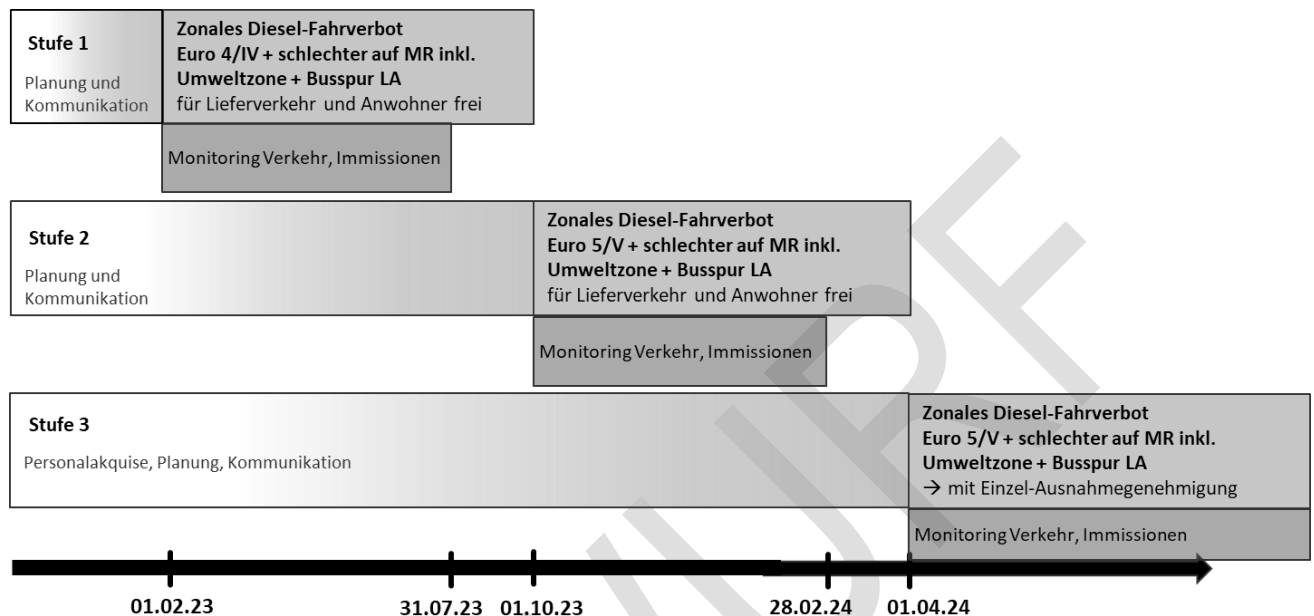 Stufe 1
Planung und
Kommunikation
Zonales Diesel-Fahrverbot
Euro 4/IV + schlechter auf MR inkl.
Umweltzone + Busspur LA
für Lieferverkehr und Anwohner frei
Monitoring Verkehr, Immissionen
Stufe 2
Planung und
Kommunikation
Zonales Diesel-Fahrverbot
Euro 5/V + schlechter auf MR inkl.
Umweltzone + Busspur LA
für Lieferverkehr und Anwohner frei
Monitoring Verkehr, Immissionen
Stufe 3
Personalakquise, Planung, Kommunikation
Zonales Diesel-Fahrverbot
Euro 5/V + schlechter auf MR inkl.
Umweltzone + Busspur LA
→ mit Einzel-Ausnahmegenehmigung
Monitoring Verkehr, Immissionen
01.02.23 31.07.23 01.10.23 28.02.24 01.04.24